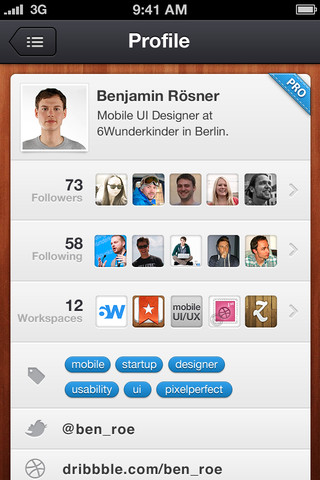 3G 9:41 AM
Profile
PRO
Benjamin Rösner
Mobile UI Designer at
6Wunderkinder in Berlin.
73
Followers
58
Following
12
Workspaces
6W
mobile
UI/UX
mobile startup designer
usability ui pixelperfect
@ben_roe
dribbble.com/ben_roe